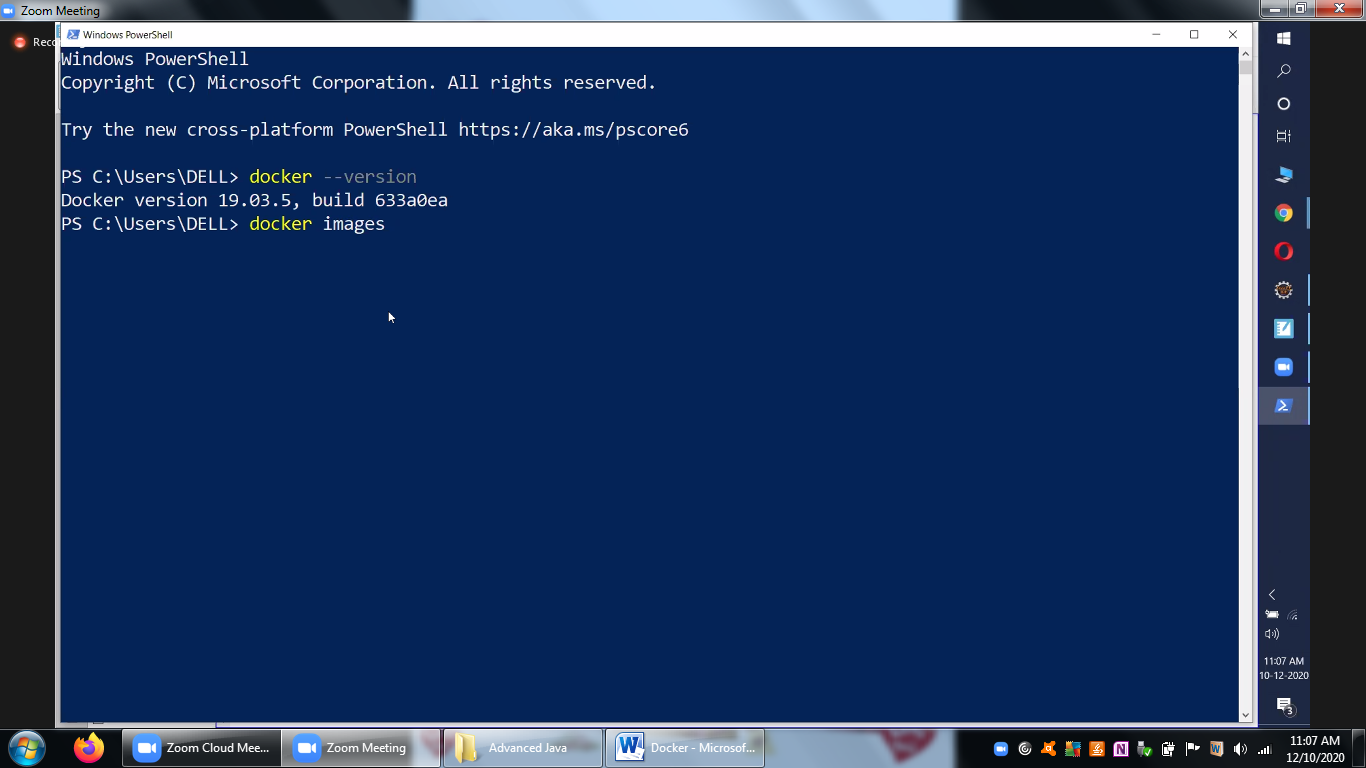 Zoom Meeting
Reco
Windows PowerShell
Windows PowerShell
Copyright (C) Microsoft Corporation. All rights reserved.
Try the new cross-platform PowerShell https://aka.ms/pscore6
PS C:\Users\DELL> docker --version
Docker version 19.03.5, build 633a0ea
PS C:\Users\DELL> docker images
11:07 AM
10-12-2020
3
Zoom Cloud Mee...
Zoom Meeting
Advanced Java
Docker - Microsof...
11:07 AM
12/10/2020